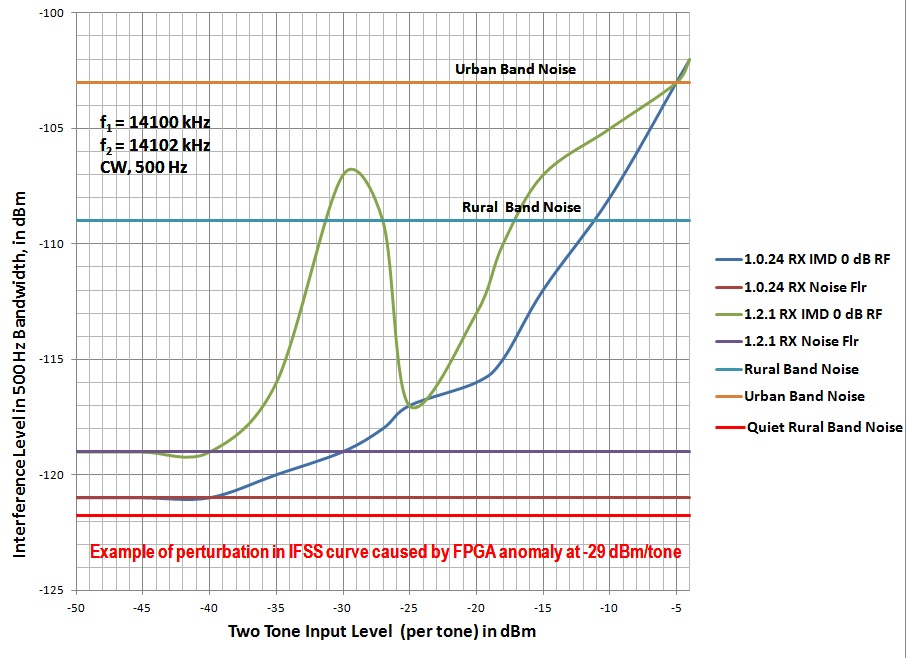 -100
-105
-110
-115
-120
-125
Interference Level in 500 Hz Bandwidth, in dBm
Urban Band Noise
f1 = 14100 kHz
f2 = 14102 kHz
CW, 500 Hz
Rural Band Noise
Example of perturbation in IFSS curve caused by FPGA anomaly at -29 dBm/tone
-50 -45 -40 -35 -30 -25 -20 -15 -10 -5
Two Tone Input Level (per tone) in dBm
1.0.24 RX IMD 0 dB RF
1.0.24 RX Noise Flr
1.2.1 RX IMD 0 dB RF
1.2.1 RX Noise Flr
Rural Band Noise
Urban Band Noise
Quiet Rural Band Noise